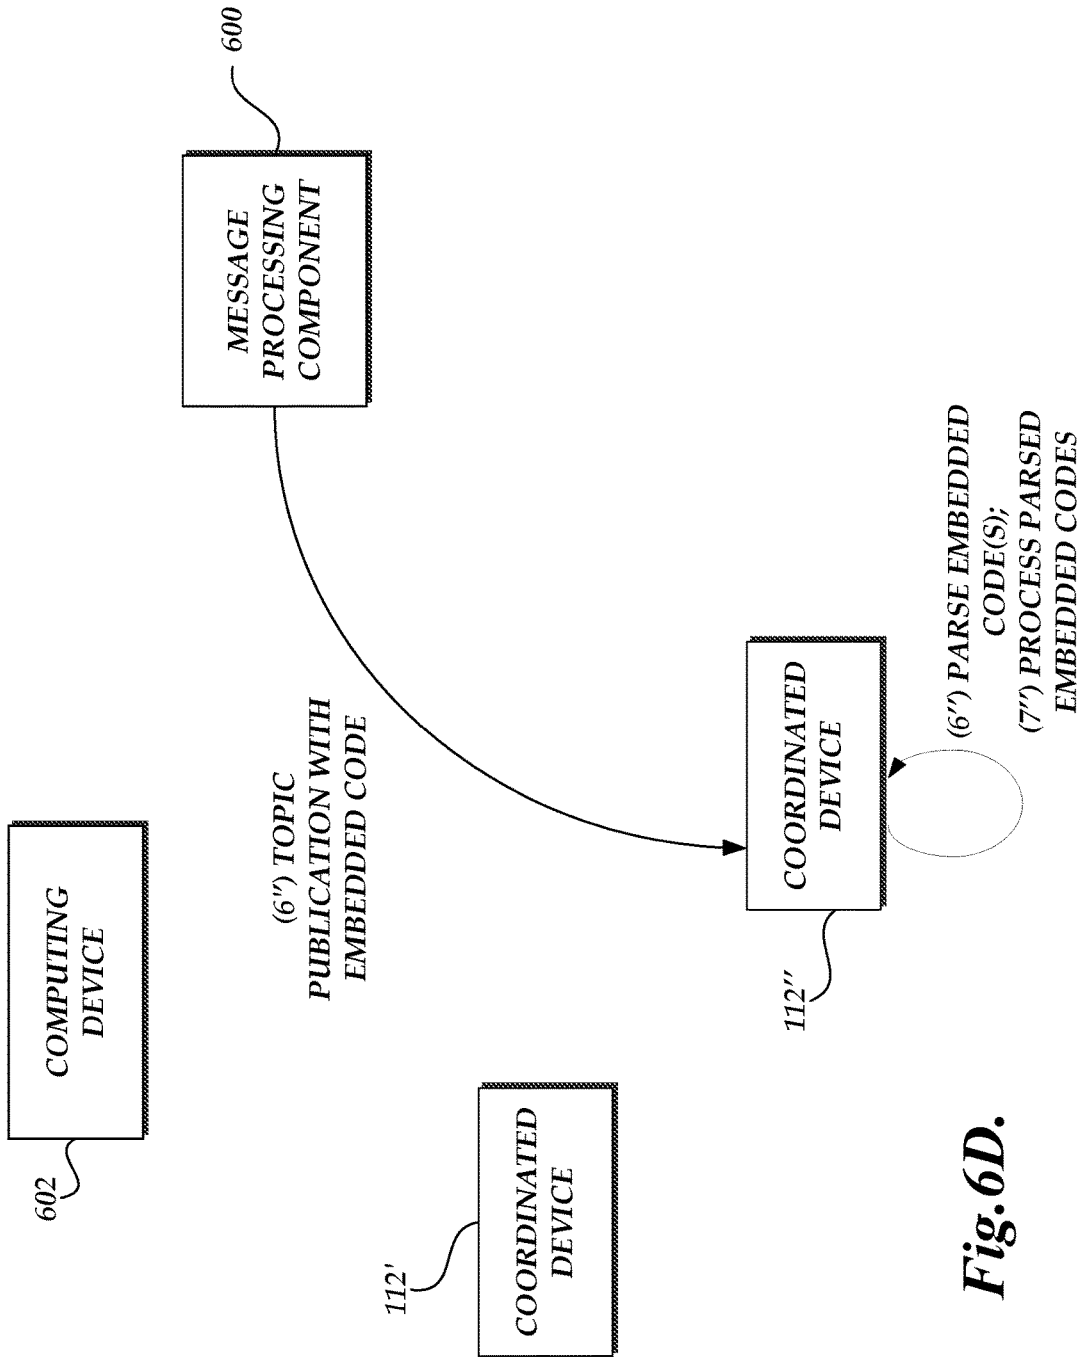 602
COMPUTING
DEVICE
600
MESSAGE
PROCESSING
COMPONENT
(6″) TOPIC
PUBLICATION WITH
EMBEDDED CODE
112'
COORDINATED
DEVICE
112″
COORDINATED
DEVICE
(6″) PARSE EMBEDDED
CODE(S);
(7″) PROCESS PARSED
EMBEDDED CODES
Fig.6D.